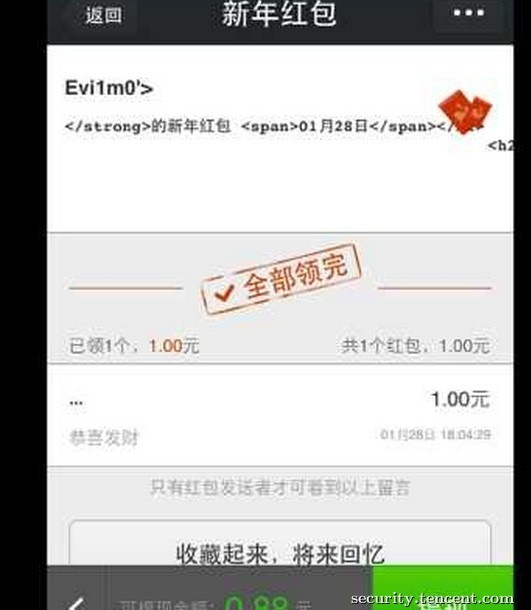 返回
新年红包
Evi1m0'>
</strong>的新年红包 <span>01月28日</span></
<h2
全部领完
已领1个，1.00元
共1个红包，1.00元
...
1.00元
恭喜发财
01月28日 18:04:29
只有红包发送者才可看到以上留言
收藏起来，将来回忆
可提现金额：0.88 元
security.tencent.com